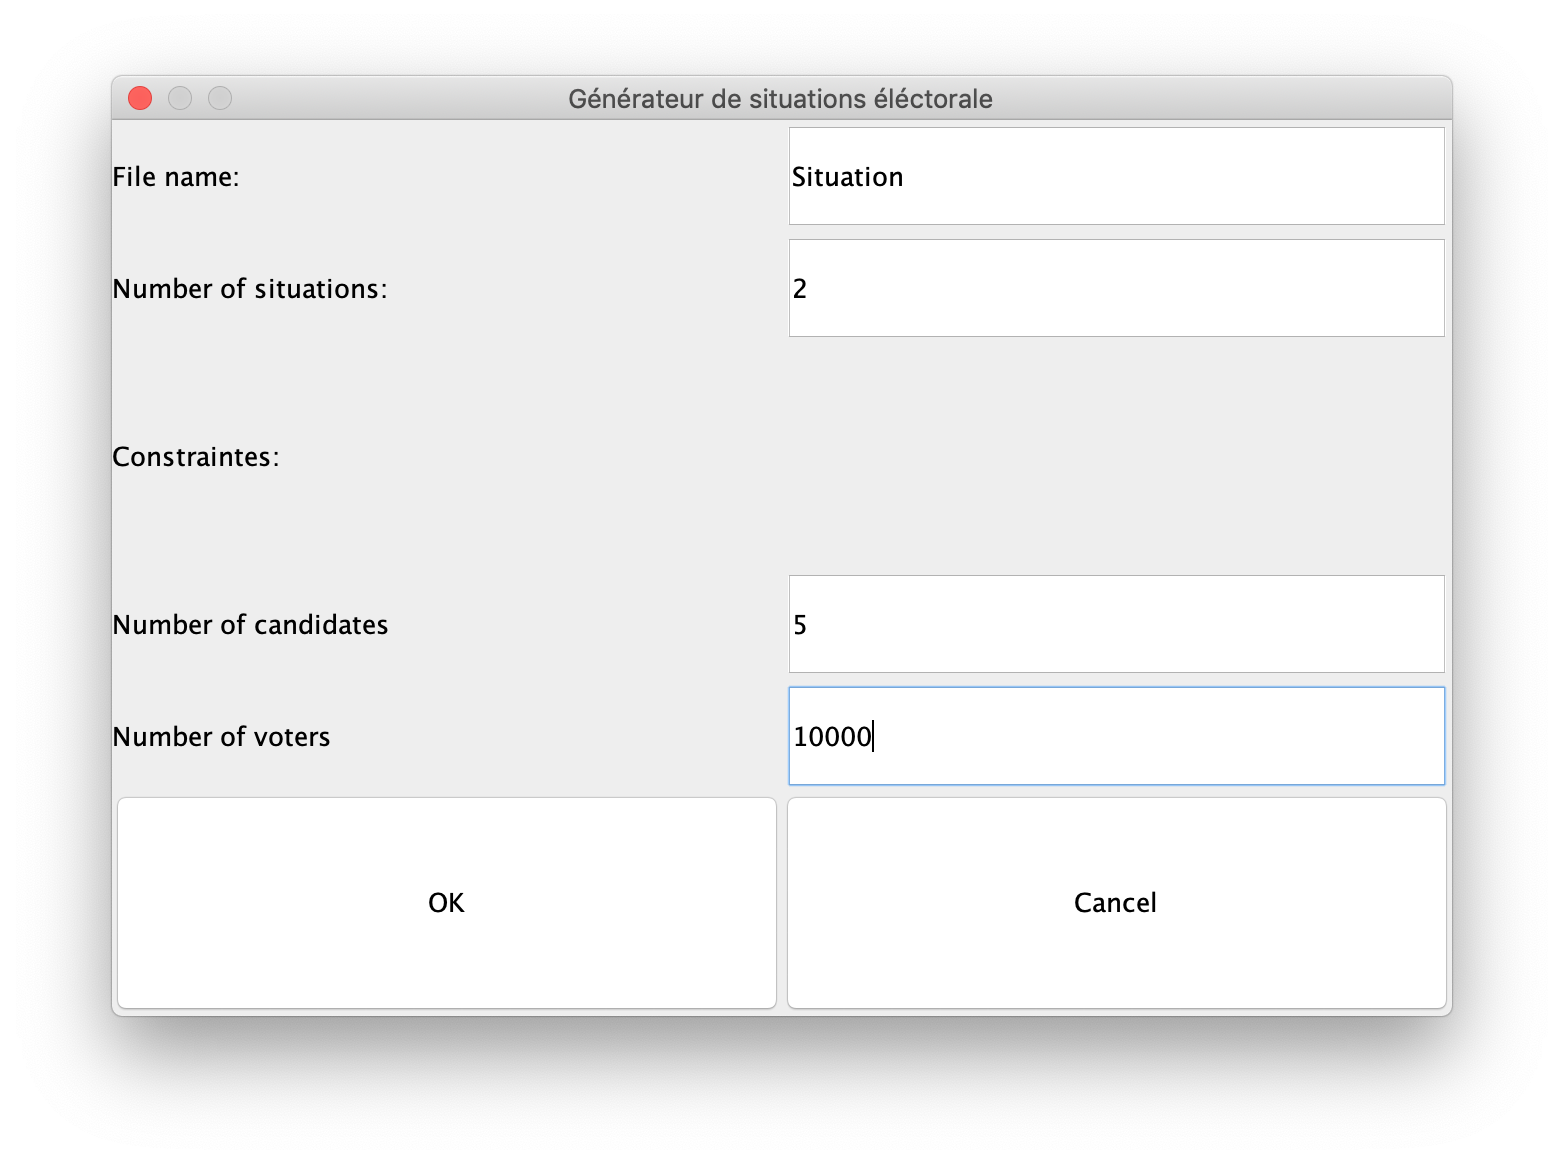 Générateur de situations éléctorale
File name:
Situation
Number of situations:
2
Constraintes:
Number of candidates
5
Number of voters
10000
OK
Cancel